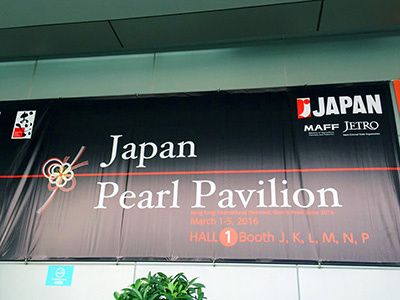 JAPAN
MAFF JETRO
Japan
Pearl Pavilion
March 1-5, 2016
HALL 1 Booth J, K, L, M, N, P